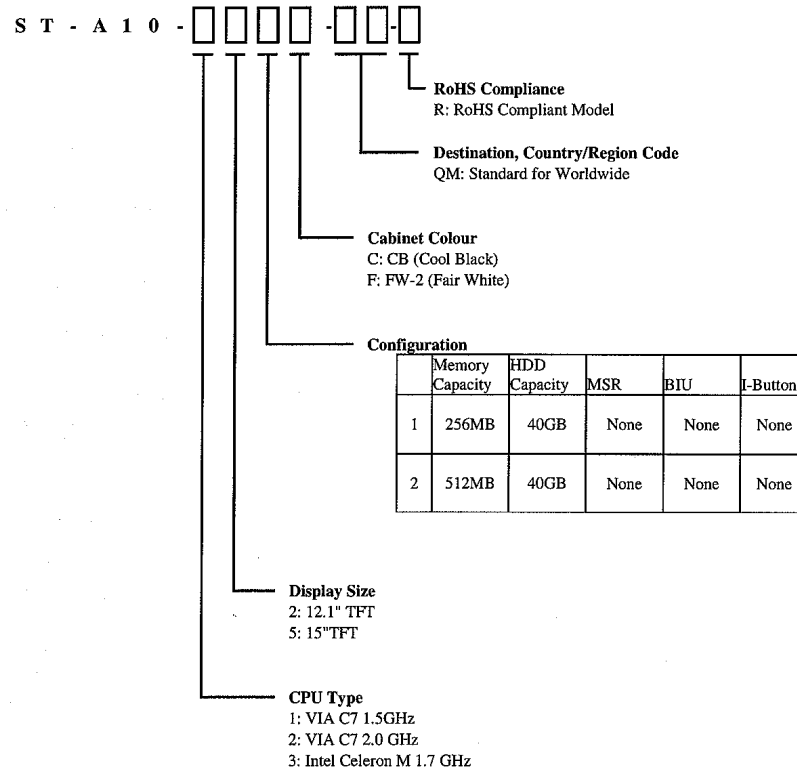 ST-A10-
RoHS Compliance
R: RoHS Compliant Model
Destination, Country/Region Code
QM: Standard for Worldwide
Cabinet Colour
C: CB (Cool Black)
F: FW-2 (Fair White)
Configuration
Memory Capacity HDD Capacity MSR BIU I-Button
1 256MB 40GB None None None
2 512MB 40GB None None None
Display Size
2: 12.1" TFT
5: 15"TFT
CPU Type
1: VIA C7 1.5GHz
2: VIA C7 2.0 GHz
3: Intel Celeron M 1.7 GHz